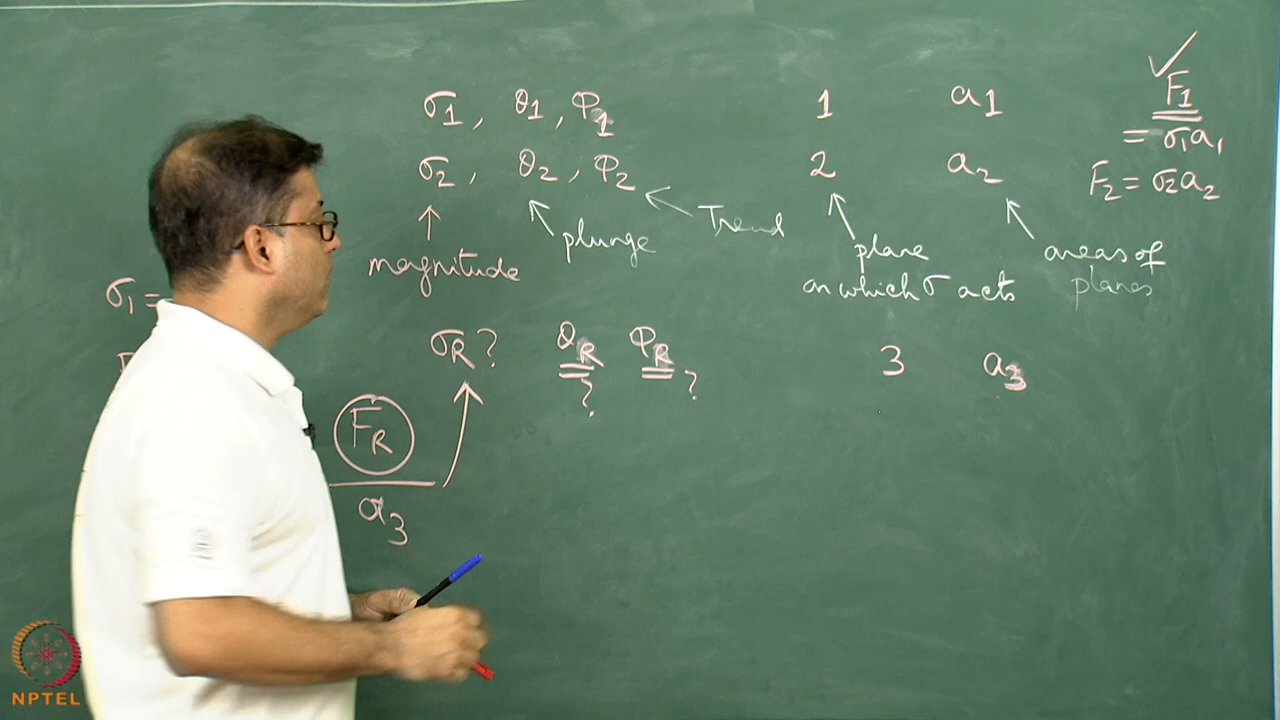 σ1, θ1, Φ1 1 a1 F1
= σ1a1
σ2, θ2, Φ2 2 a2 F2 = σ2a2
magnitude plunge Trend plane areas of
on which σ acts planes
σ1 =
σR? θR ΦR 3 a3
? ?
FR
a3
NPTEL